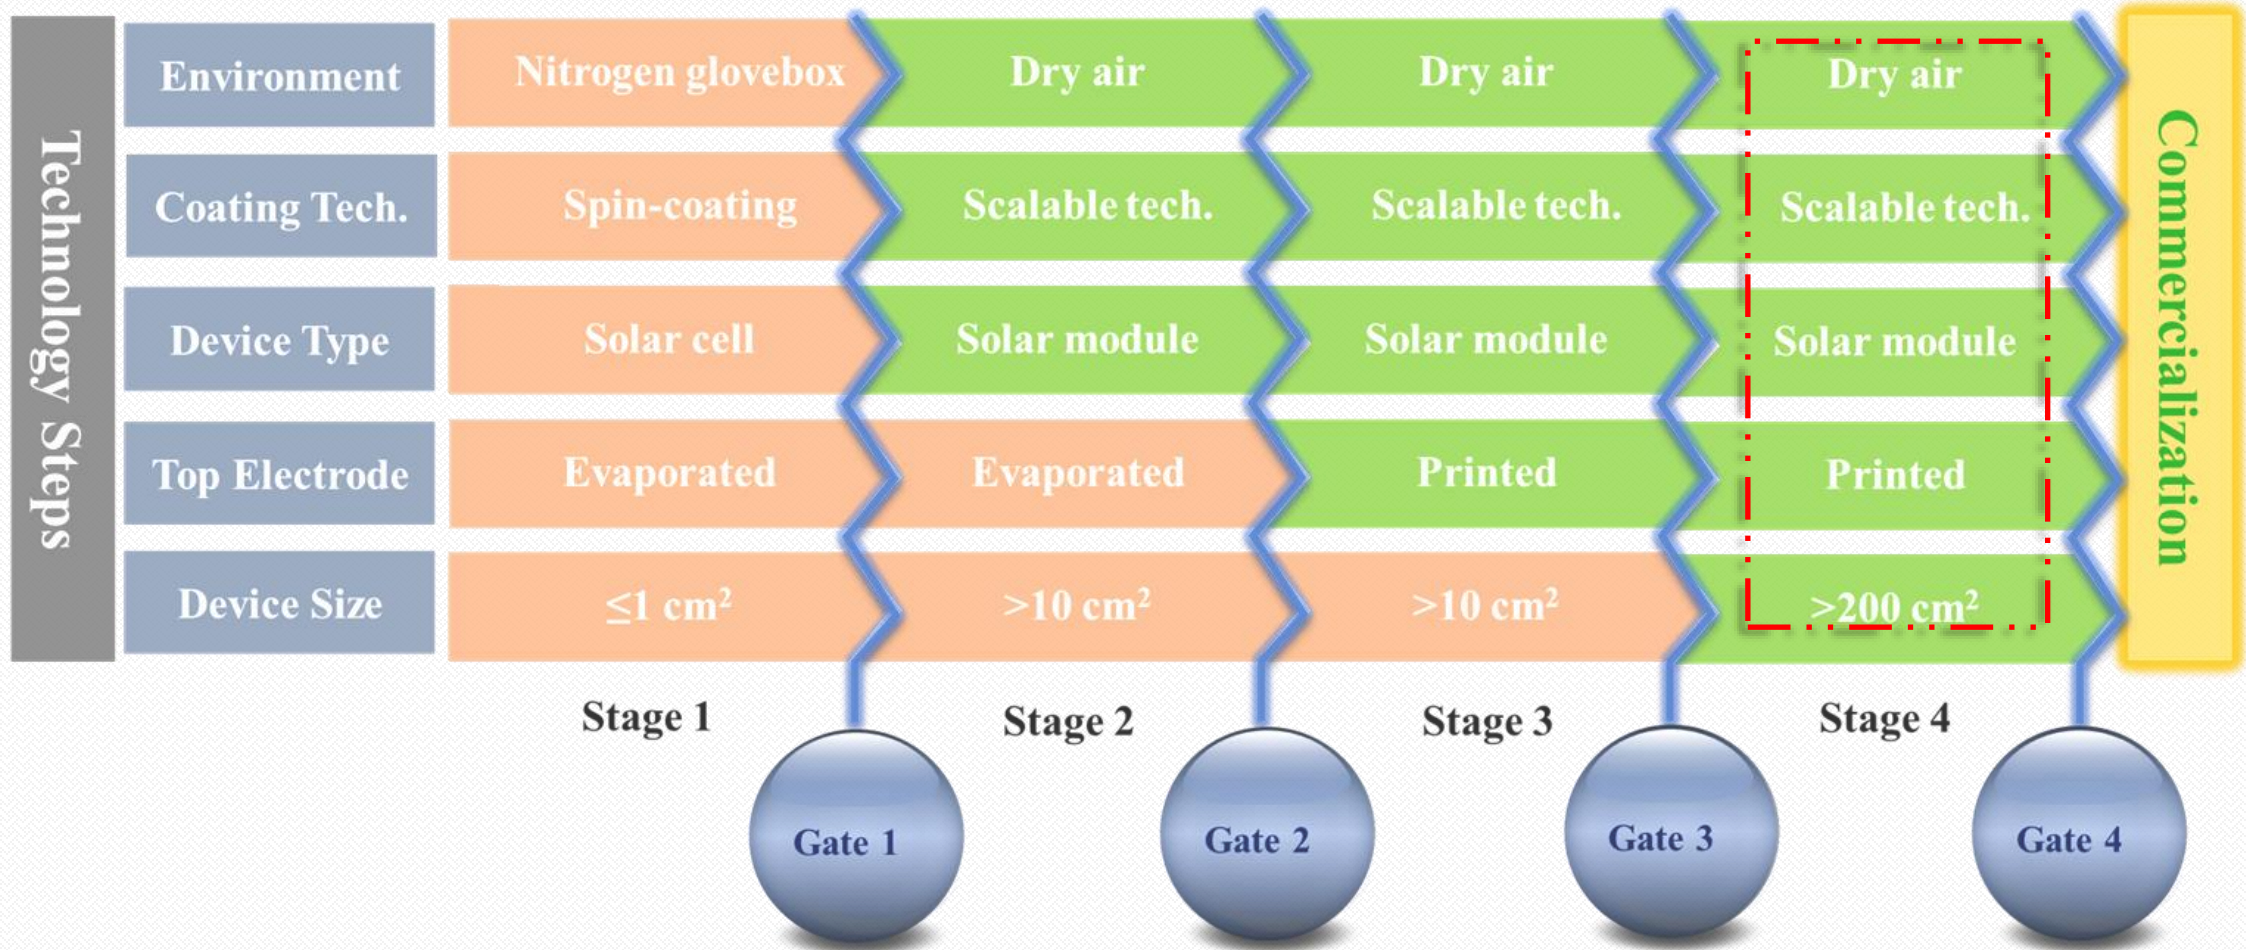 Technology Steps
Environment
Nitrogen glovebox
Dry air
Dry air
Dry air
Coating Tech.
Spin-coating
Scalable tech.
Scalable tech.
Scalable tech.
Device Type
Solar cell
Solar module
Solar module
Solar module
Top Electrode
Evaporated
Evaporated
Printed
Printed
Device Size
≤1 cm²
>10 cm²
>10 cm²
>200 cm²
Commercialization
Stage 1
Stage 2
Stage 3
Stage 4
Gate 1
Gate 2
Gate 3
Gate 4